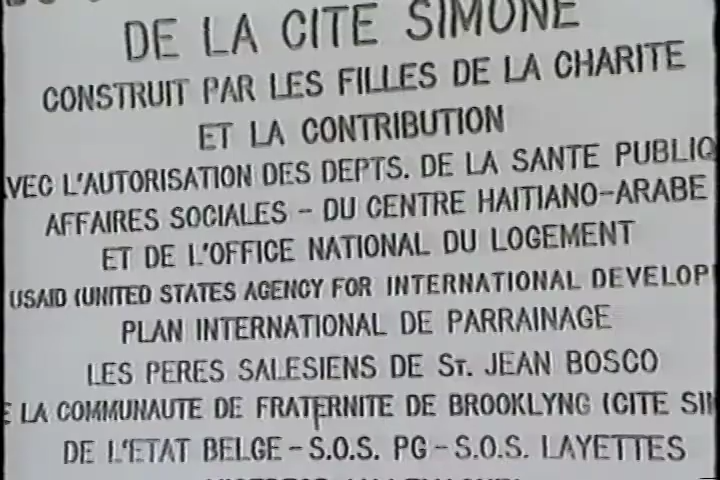 DE LA CITE SIMONE
CONSTRUIT PAR LES FILLES DE LA CHARITE
ET LA CONTRIBUTION
AVEC L'AUTORISATION DES DEPTS. DE LA SANTE PUBLIQ
AFFAIRES SOCIALES - DU CENTRE HAITIANO-ARABE
ET DE L'OFFICE NATIONAL DU LOGEMENT
USAID (UNITED STATES AGENCY FOR INTERNATIONAL DEVELOP
PLAN INTERNATIONAL DE PARRAINAGE
LES PERES SALESIENS DE ST. JEAN BOSCO
E LA COMMUNAUTE DE FRATERNITE DE BROOKLYNG (CITE SIM
DE L'ETAT BELGE - S.O.S. PG - S.O.S. LAYETTES